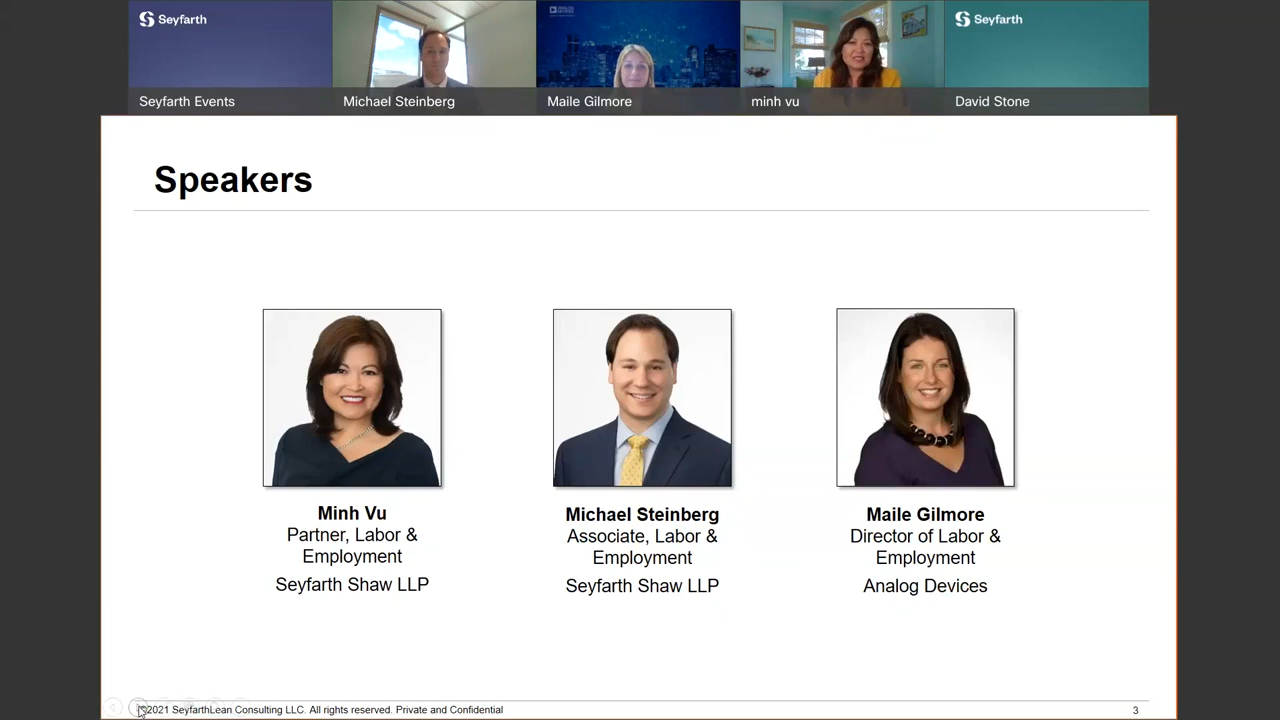 Seyfarth
Seyfarth
Seyfarth Events
Michael Steinberg
Maile Gilmore
minh vu
David Stone
Speakers
Minh Vu
Partner, Labor &
Employment
Seyfarth Shaw LLP
Michael Steinberg
Associate, Labor &
Employment
Seyfarth Shaw LLP
Maile Gilmore
Director of Labor &
Employment
Analog Devices
©2021 SeyfarthLean Consulting LLC. All rights reserved. Private and Confidential
3